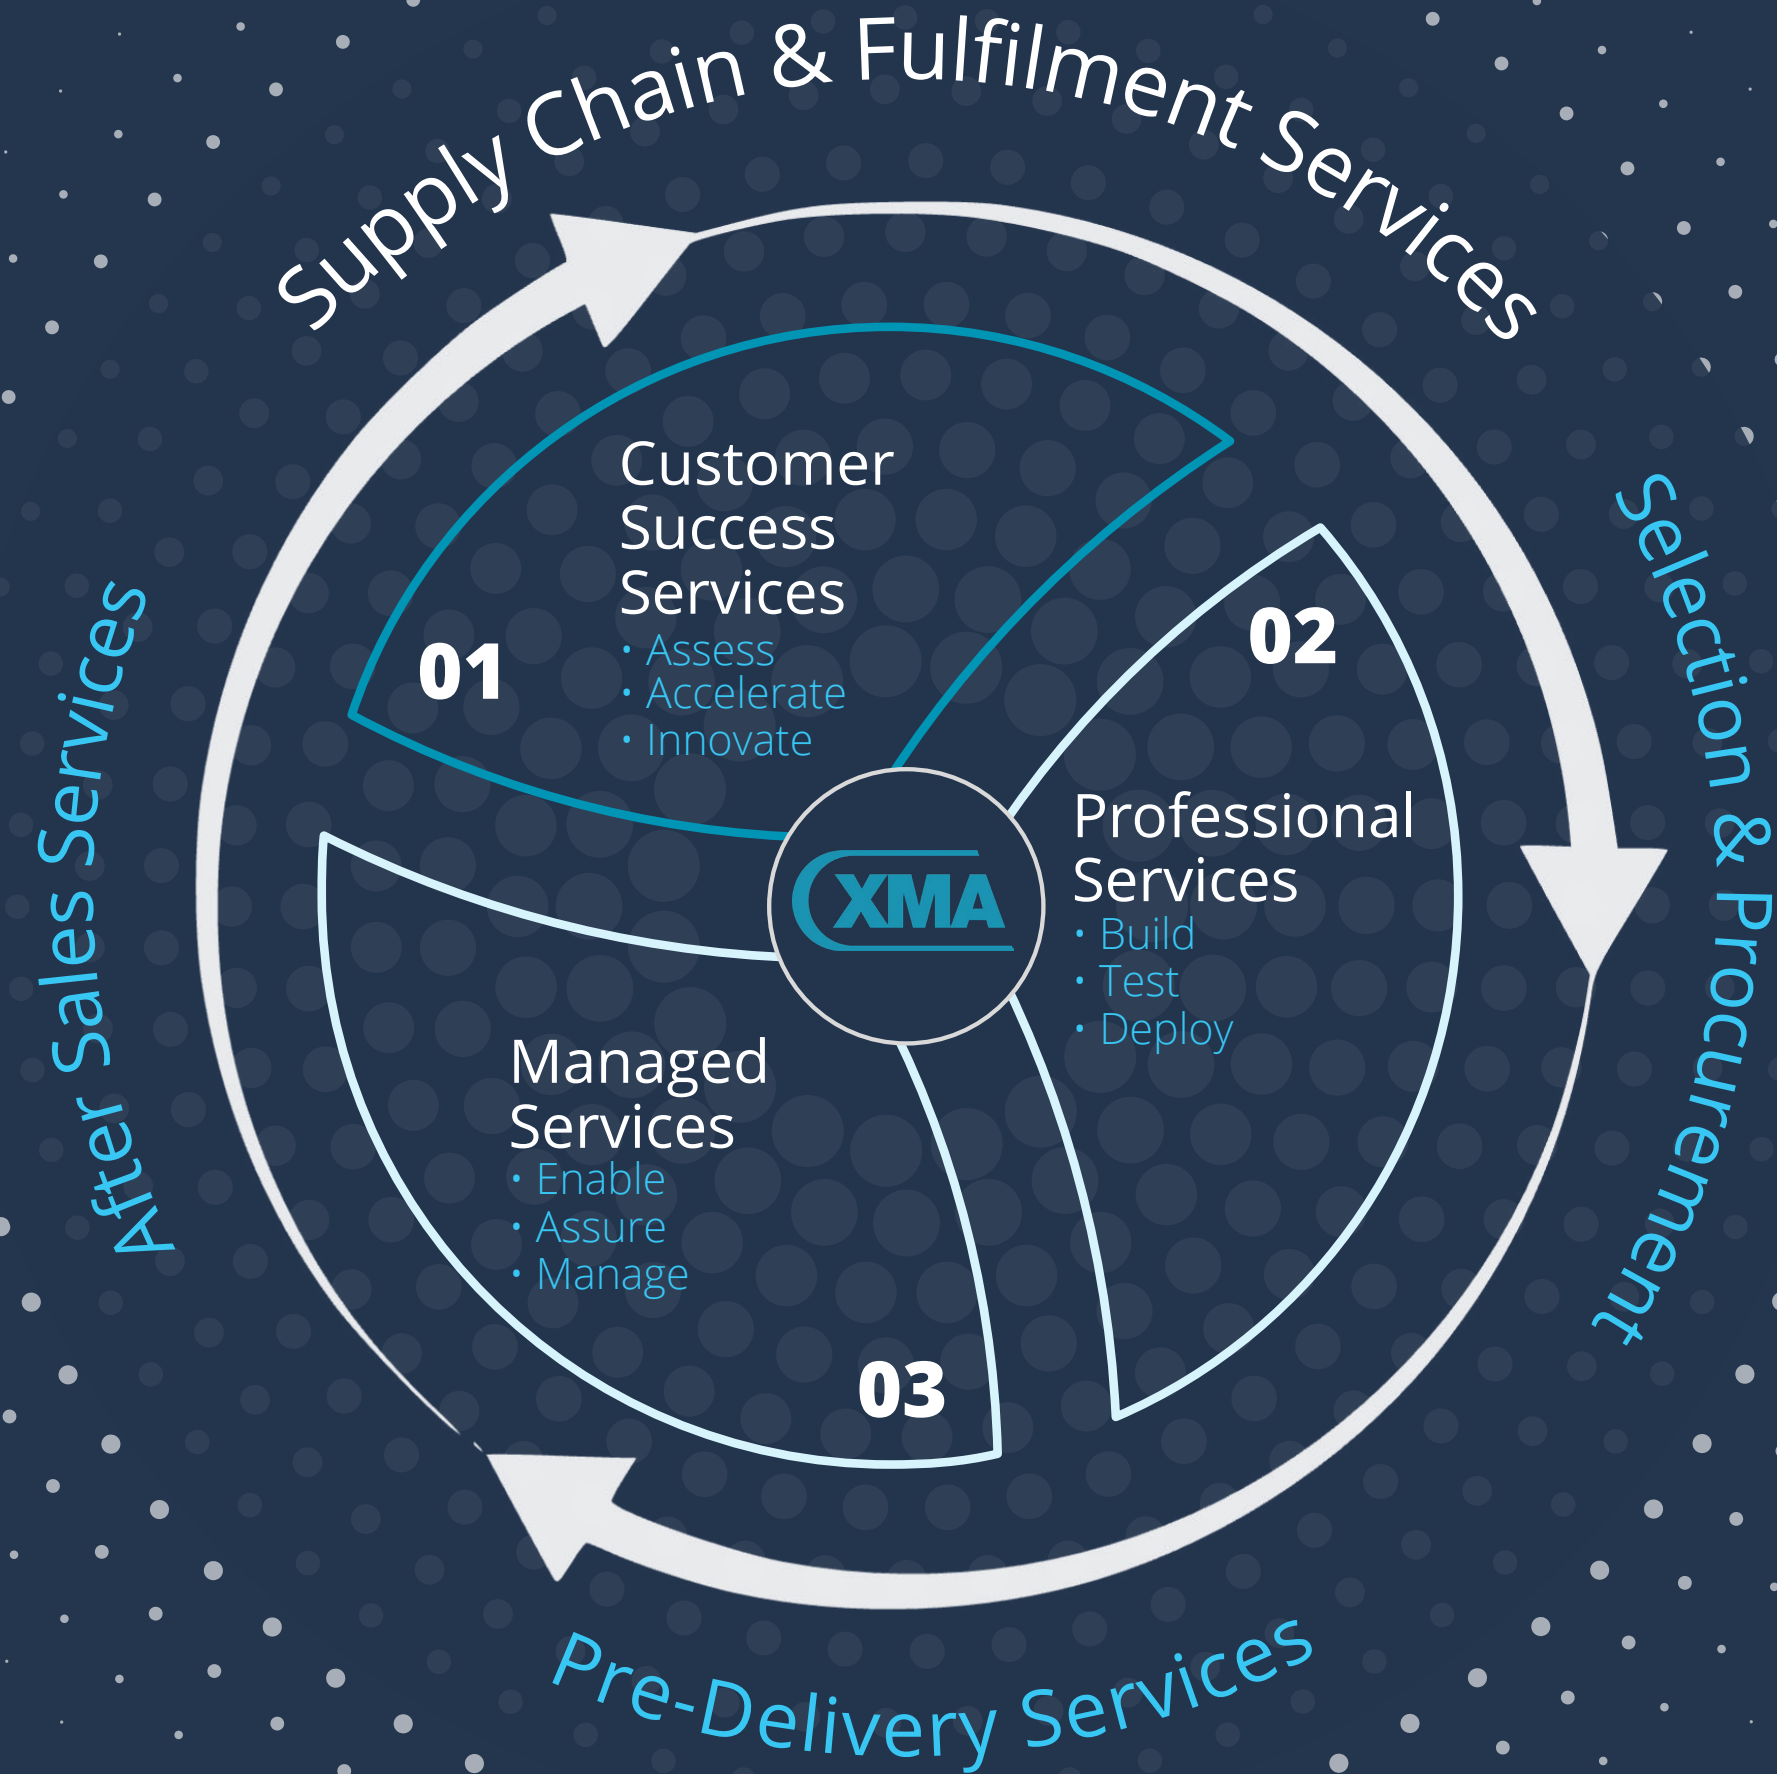 Supply Chain & Fulfilment Services
Selection & Procurement
Pre-Delivery Services
After Sales Services
01
Customer
Success
Services
• Assess
• Accelerate
• Innovate
02
Professional
Services
• Build
• Test
• Deploy
XMA
Managed
Services
• Enable
• Assure
• Manage
03